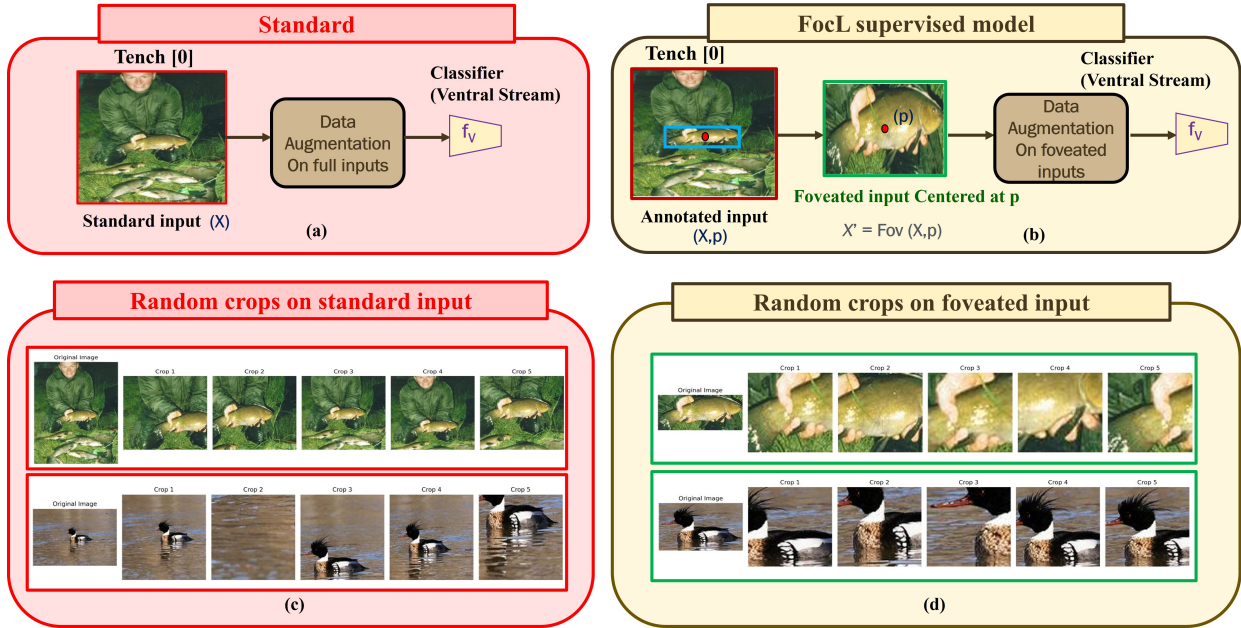 Standard
Tench [0]
Classifier
(Ventral Stream)
Data
Augmentation
On full inputs
f_v
Standard input (X)
(a)
FocL supervised model
Tench [0]
Classifier
(Ventral Stream)
(p)
Data
Augmentation
On foveated
inputs
f_v
Foveated input Centered at p
Annotated input
(X,p)
X' = Fov (X,p)
(b)
Random crops on standard input
Original Image
Crop 1
Crop 2
Crop 3
Crop 4
Crop 5
Original Image
Crop 1
Crop 2
Crop 3
Crop 4
Crop 5
(c)
Random crops on foveated input
Original Image
Crop 1
Crop 2
Crop 3
Crop 4
Crop 5
Original Image
Crop 1
Crop 2
Crop 3
Crop 4
Crop 5
(d)